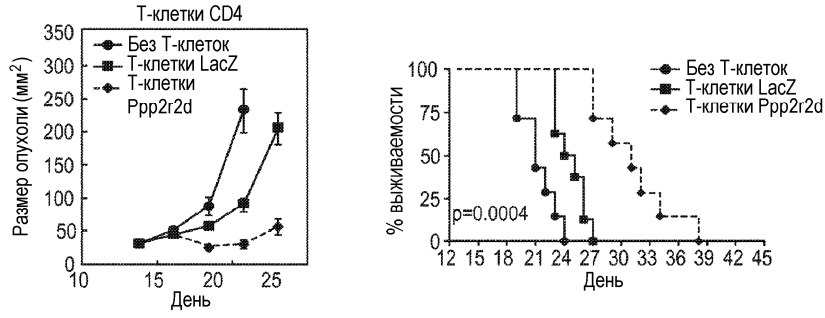 Т-клетки CD4
Размер опухоли (мм²)
350
300
250
200
150
100
50
0
Без Т-клеток
Т-клетки LacZ
Т-клетки
Ppp2r2d
10 15 20 25
День
% выживаемости
100
75
50
25
0
Без Т-клеток
Т-клетки LacZ
Т-клетки Ppp2r2d
p=0.0004
12 15 18 21 24 27 30 33 36 39 42 45
День